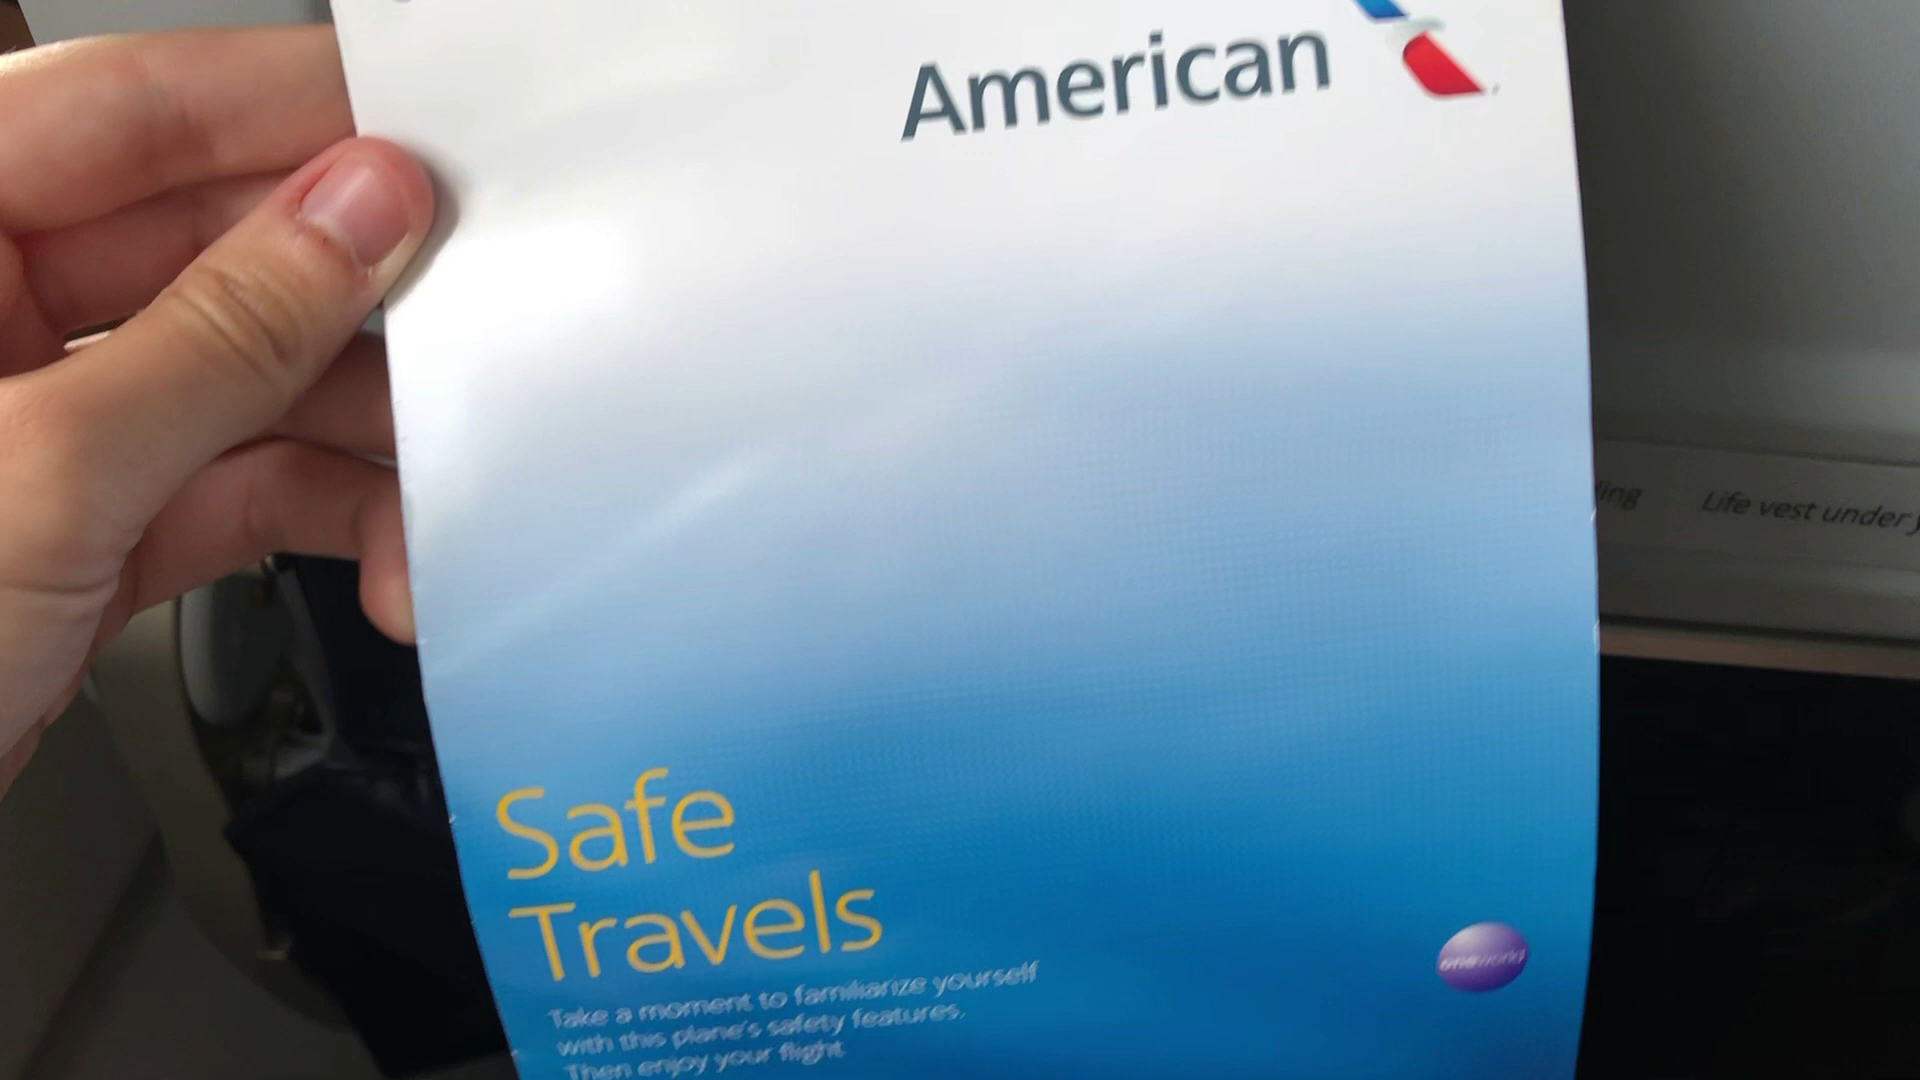 American
ling Life vest under
Safe
Travels
oneworld
Take a moment to familiarize yourself
with this plane's safety features.
Then enjoy your flight